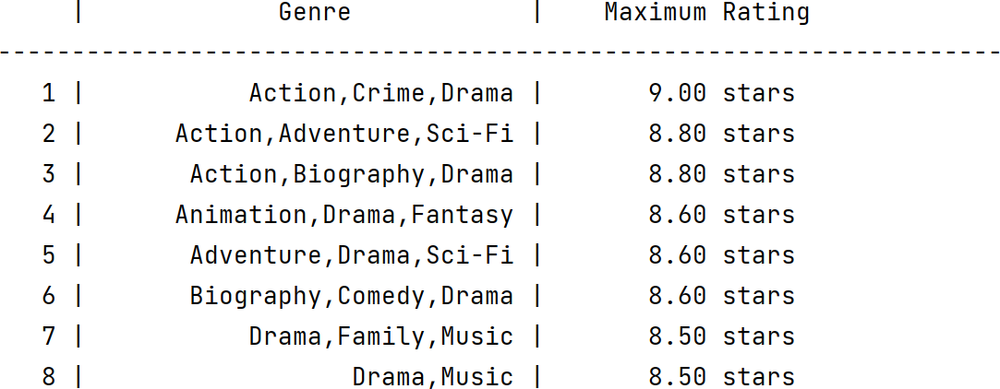 | Genre | Maximum Rating
--------------------------------------------------------------------
1 | Action,Crime,Drama | 9.00 stars
2 | Action,Adventure,Sci-Fi | 8.80 stars
3 | Action,Biography,Drama | 8.80 stars
4 | Animation,Drama,Fantasy | 8.60 stars
5 | Adventure,Drama,Sci-Fi | 8.60 stars
6 | Biography,Comedy,Drama | 8.60 stars
7 | Drama,Family,Music | 8.50 stars
8 | Drama,Music | 8.50 stars